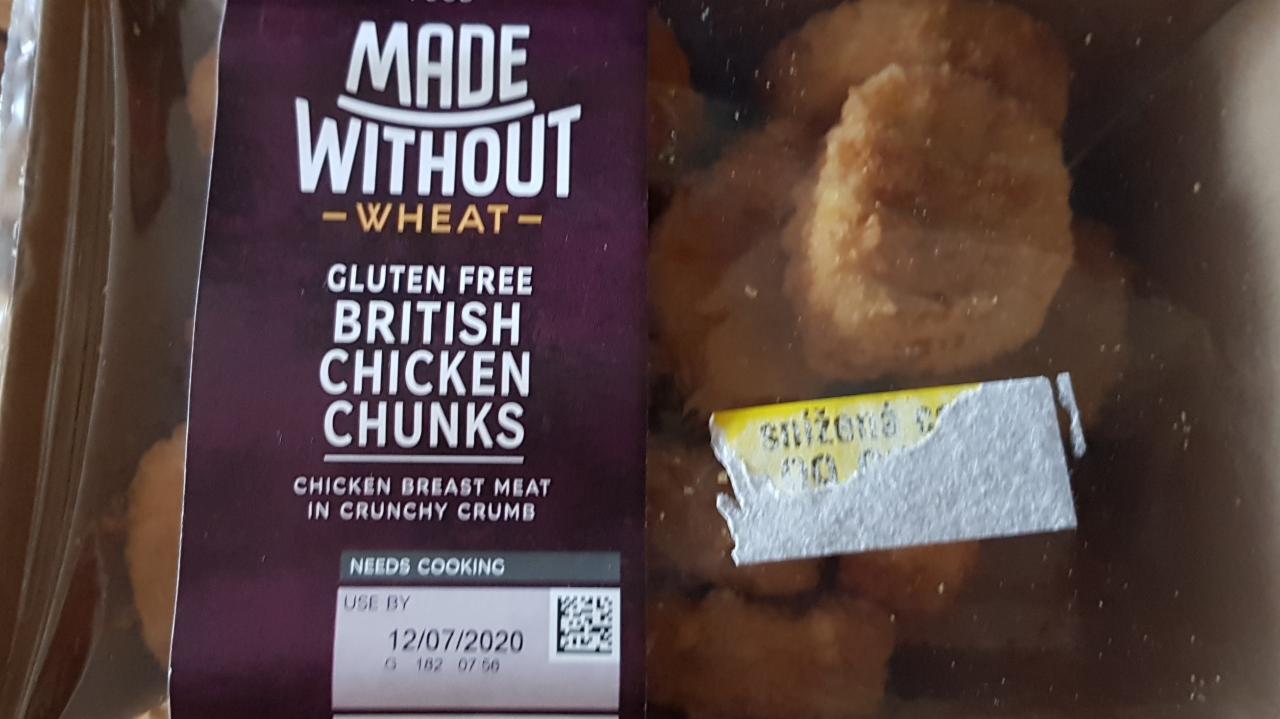 MADE
WITHOUT
-WHEAT-
GLUTEN FREE
BRITISH
CHICKEN
CHUNKS
CHICKEN BREAST MEAT
IN CRUNCHY CRUMB
NEEDS COOKING
USE BY
12/07/2020
G 182 07 56
snížená